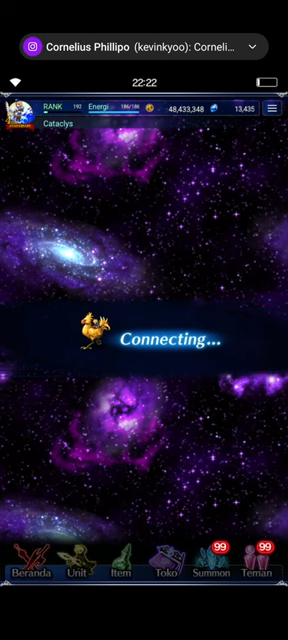 Cornelius Phillipo (kevinkyoo): Corneli...
22:22
RANK 192 Energi 186/186 48,433,348 13,435
Cataclys
Connecting...
99 99
Beranda Unit Item Toko Summon Teman